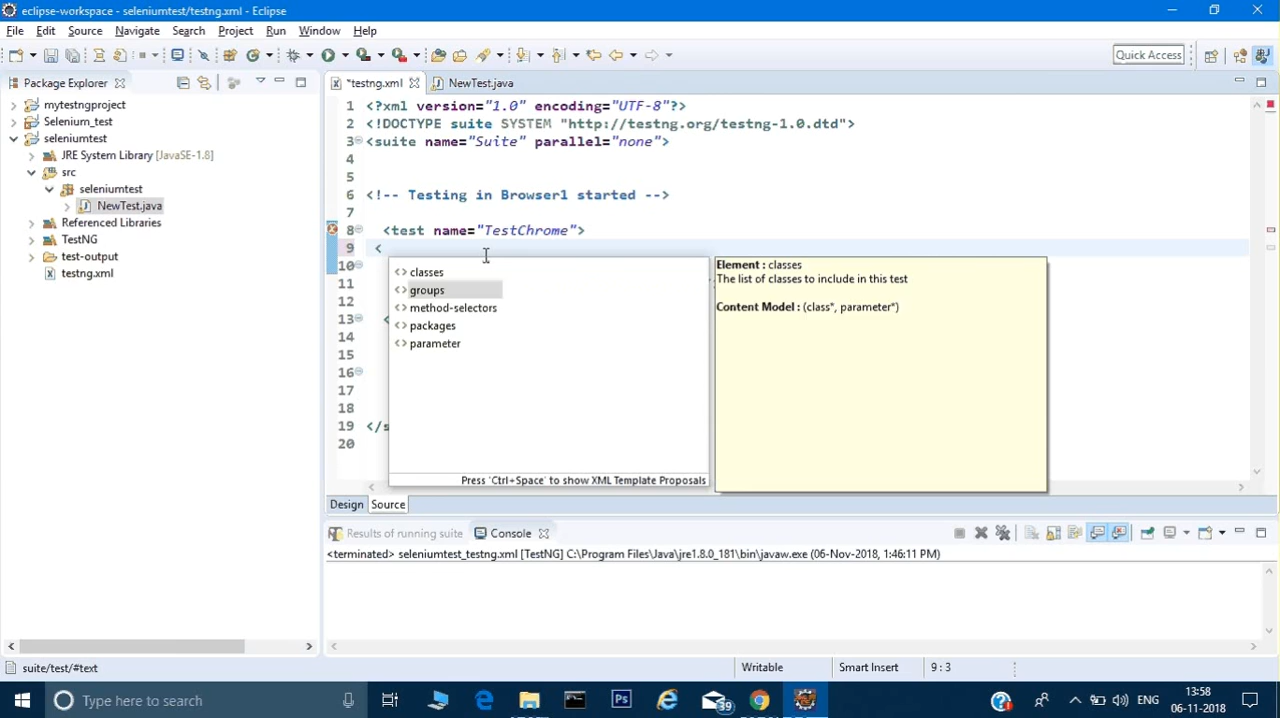 eclipse-workspace - seleniumtest/testng.xml - Eclipse
File Edit Source Navigate Search Project Run Window Help
Quick Access
Package Explorer
*testng.xml
NewTest.java
mytestngproject
Selenium_test
seleniumtest
JRE System Library [JavaSE-1.8]
src
seleniumtest
NewTest.java
Referenced Libraries
TestNG
test-output
testng.xml
1 <?xml version="1.0" encoding="UTF-8"?>
2 <!DOCTYPE suite SYSTEM "http://testng.org/testng-1.0.dtd">
3 <suite name="Suite" parallel="none">
4
5
6 <!-- Testing in Browser1 started -->
7
8 <test name="TestChrome">
9 <
10
11
12
13 <
14
15
16
17
18
19 </s
20
<> classes
<> groups
<> method-selectors
<> packages
<> parameter
Press 'Ctrl+Space' to show XML Template Proposals
Element : classes
The list of classes to include in this test
Content Model : (class*, parameter*)
Design Source
Results of running suite Console
<terminated> seleniumtest_testng.xml [TestNG] C:\Program Files\Java\jre1.8.0_181\bin\javaw.exe (06-Nov-2018, 1:46:11 PM)
suite/test/#text
Writable
Smart Insert
9 : 3
Type here to search
39
ENG
13:58
06-11-2018